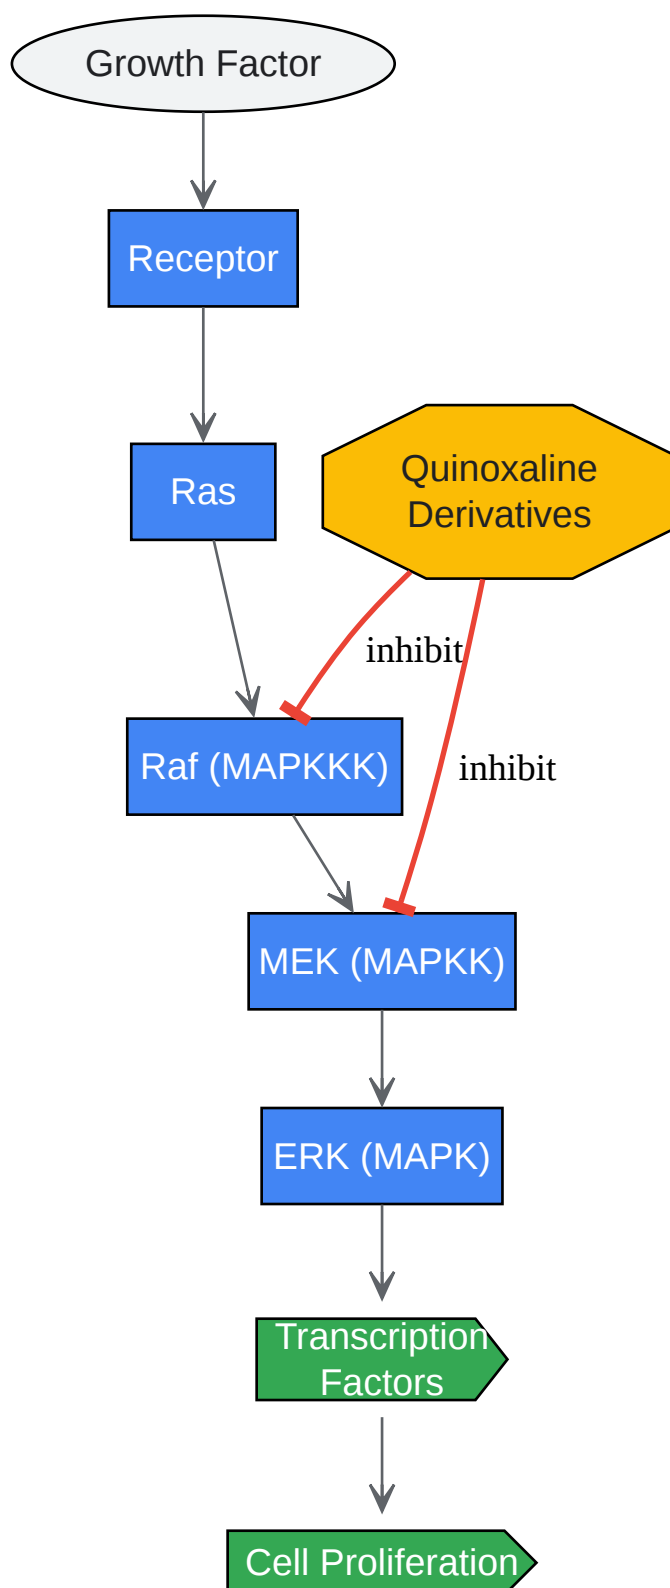 Growth Factor
Receptor
Ras
Quinoxaline
Derivatives
inhibit
Raf (MAPKKK)
inhibit
MEK (MAPKK)
ERK (MAPK)
Transcription
Factors
Cell Proliferation